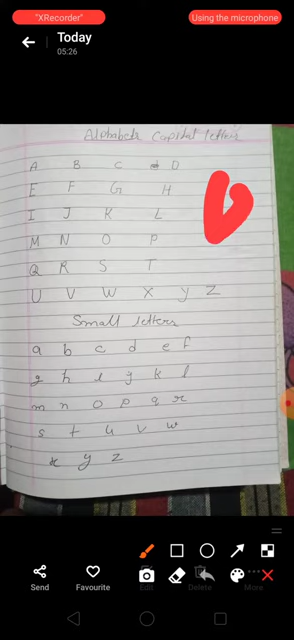 "XRecorder"
Using the microphone
Today
05:26
Alphabets Capital letters
A B C D
E F G H
I J K L
M N O P
Q R S T
U V W X Y Z
Small letters
a b c d e f
g h i j k l
m n o p q r
s t u v w
x y z
Send
Favourite
Edit
Delete
More